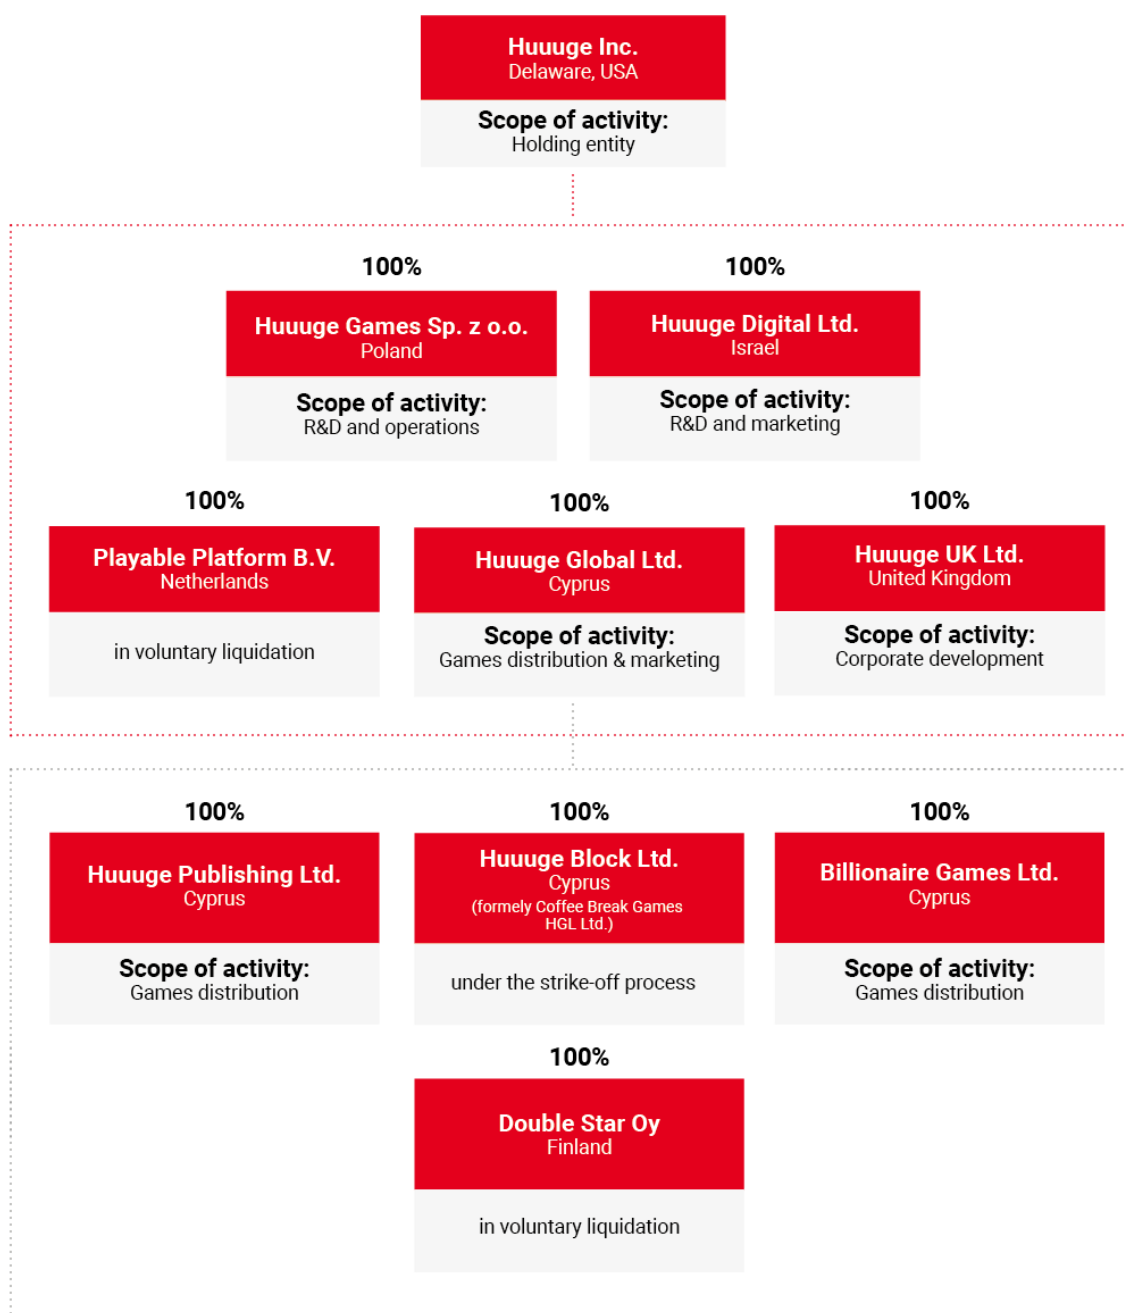 Huuuge Inc.
Delaware, USA
Scope of activity:
Holding entity
100%
100%
Huuuge Games Sp. z o.o.
Poland
Scope of activity:
R&D and operations
Huuuge Digital Ltd.
Israel
Scope of activity:
R&D and marketing
100%
100%
100%
Playable Platform B.V.
Netherlands
in voluntary liquidation
Huuuge Global Ltd.
Cyprus
Scope of activity:
Games distribution & marketing
Huuuge UK Ltd.
United Kingdom
Scope of activity:
Corporate development
100%
100%
100%
Huuuge Publishing Ltd.
Cyprus
Scope of activity:
Games distribution
Huuuge Block Ltd.
Cyprus
(formely Coffee Break Games
HGL Ltd.)
under the strike-off process
Billionaire Games Ltd.
Cyprus
Scope of activity:
Games distribution
100%
Double Star Oy
Finland
in voluntary liquidation